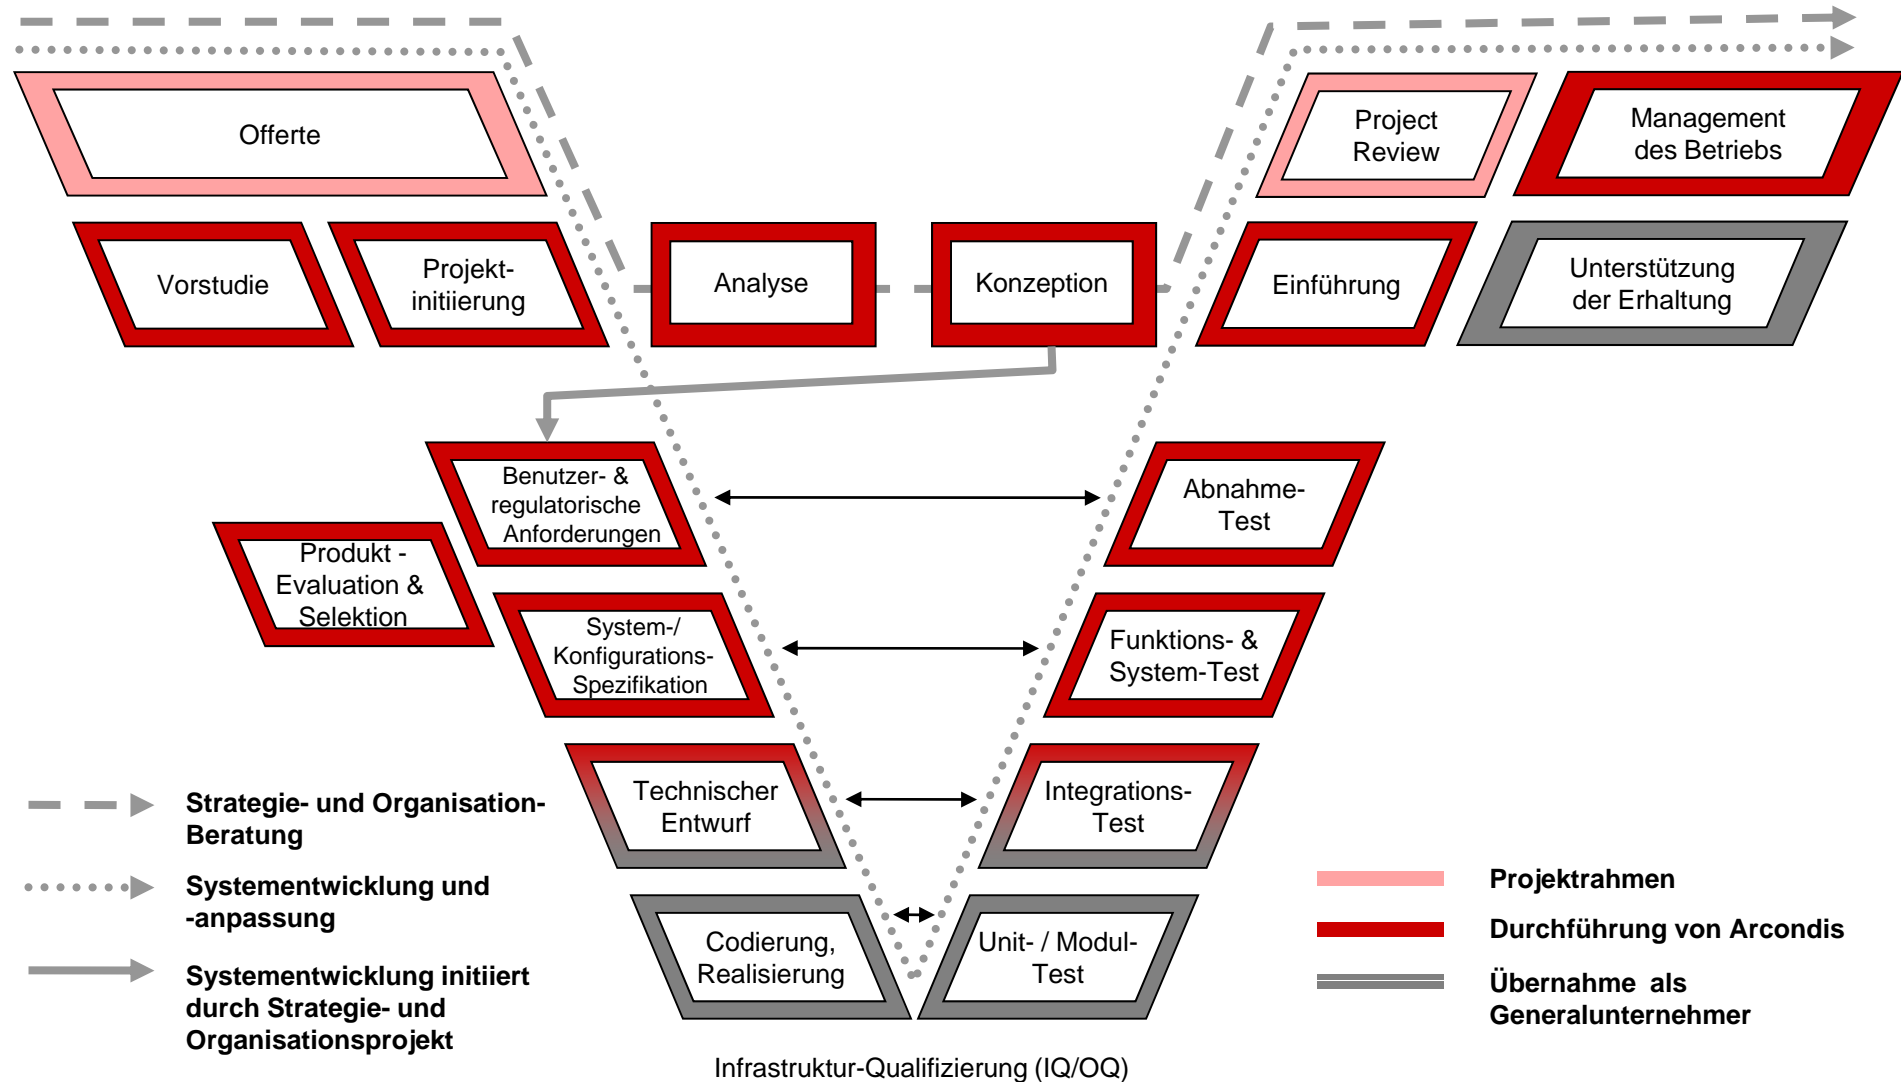 Offerte
Project
Review
Management
des Betriebs
Vorstudie
Projekt-
initiierung
Analyse
Konzeption
Einführung
Unterstützung
der Erhaltung
Benutzer- &
regulatorische
Anforderungen
Abnahme-
Test
Produkt -
Evaluation &
Selektion
System-/
Konfigurations-
Spezifikation
Funktions- &
System-Test
Technischer
Entwurf
Integrations-
Test
Codierung,
Realisierung
Unit- / Modul-
Test
Strategie- und Organisation-
Beratung
Systementwicklung und
-anpassung
Systementwicklung initiiert
durch Strategie- und
Organisationsprojekt
Projektrahmen
Durchführung von Arcondis
Übernahme als
Generalunternehmer
Infrastruktur-Qualifizierung (IQ/OQ)